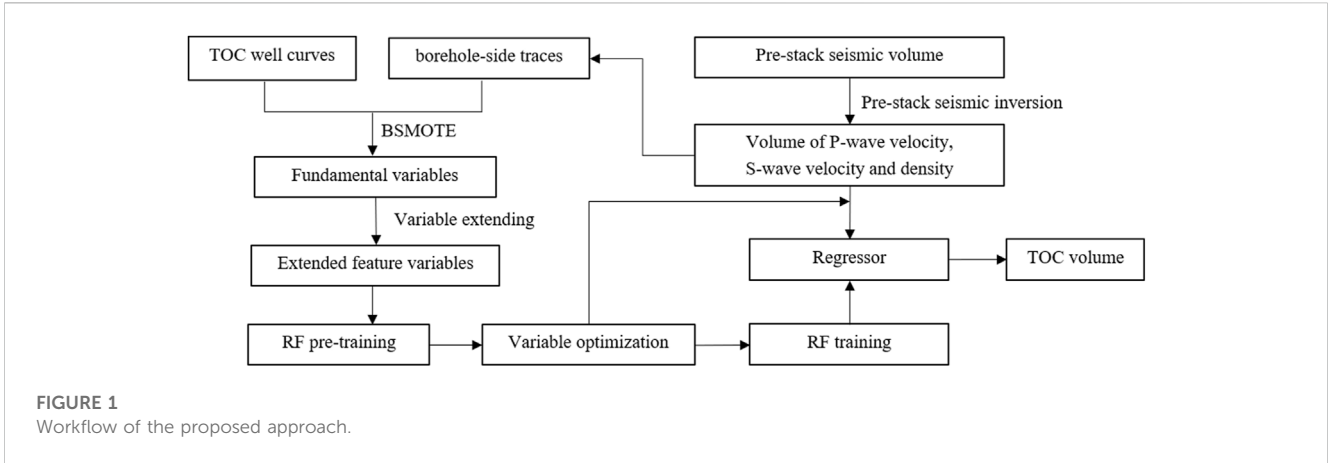 TOC well curves
borehole-side traces
Pre-stack seismic volume
Pre-stack seismic inversion
BSMOTE
Volume of P-wave velocity,
S-wave velocity and density
Fundamental variables
Variable extending
Extended feature variables
Regressor
TOC volume
RF pre-training
Variable optimization
RF training
FIGURE 1
Workflow of the proposed approach.